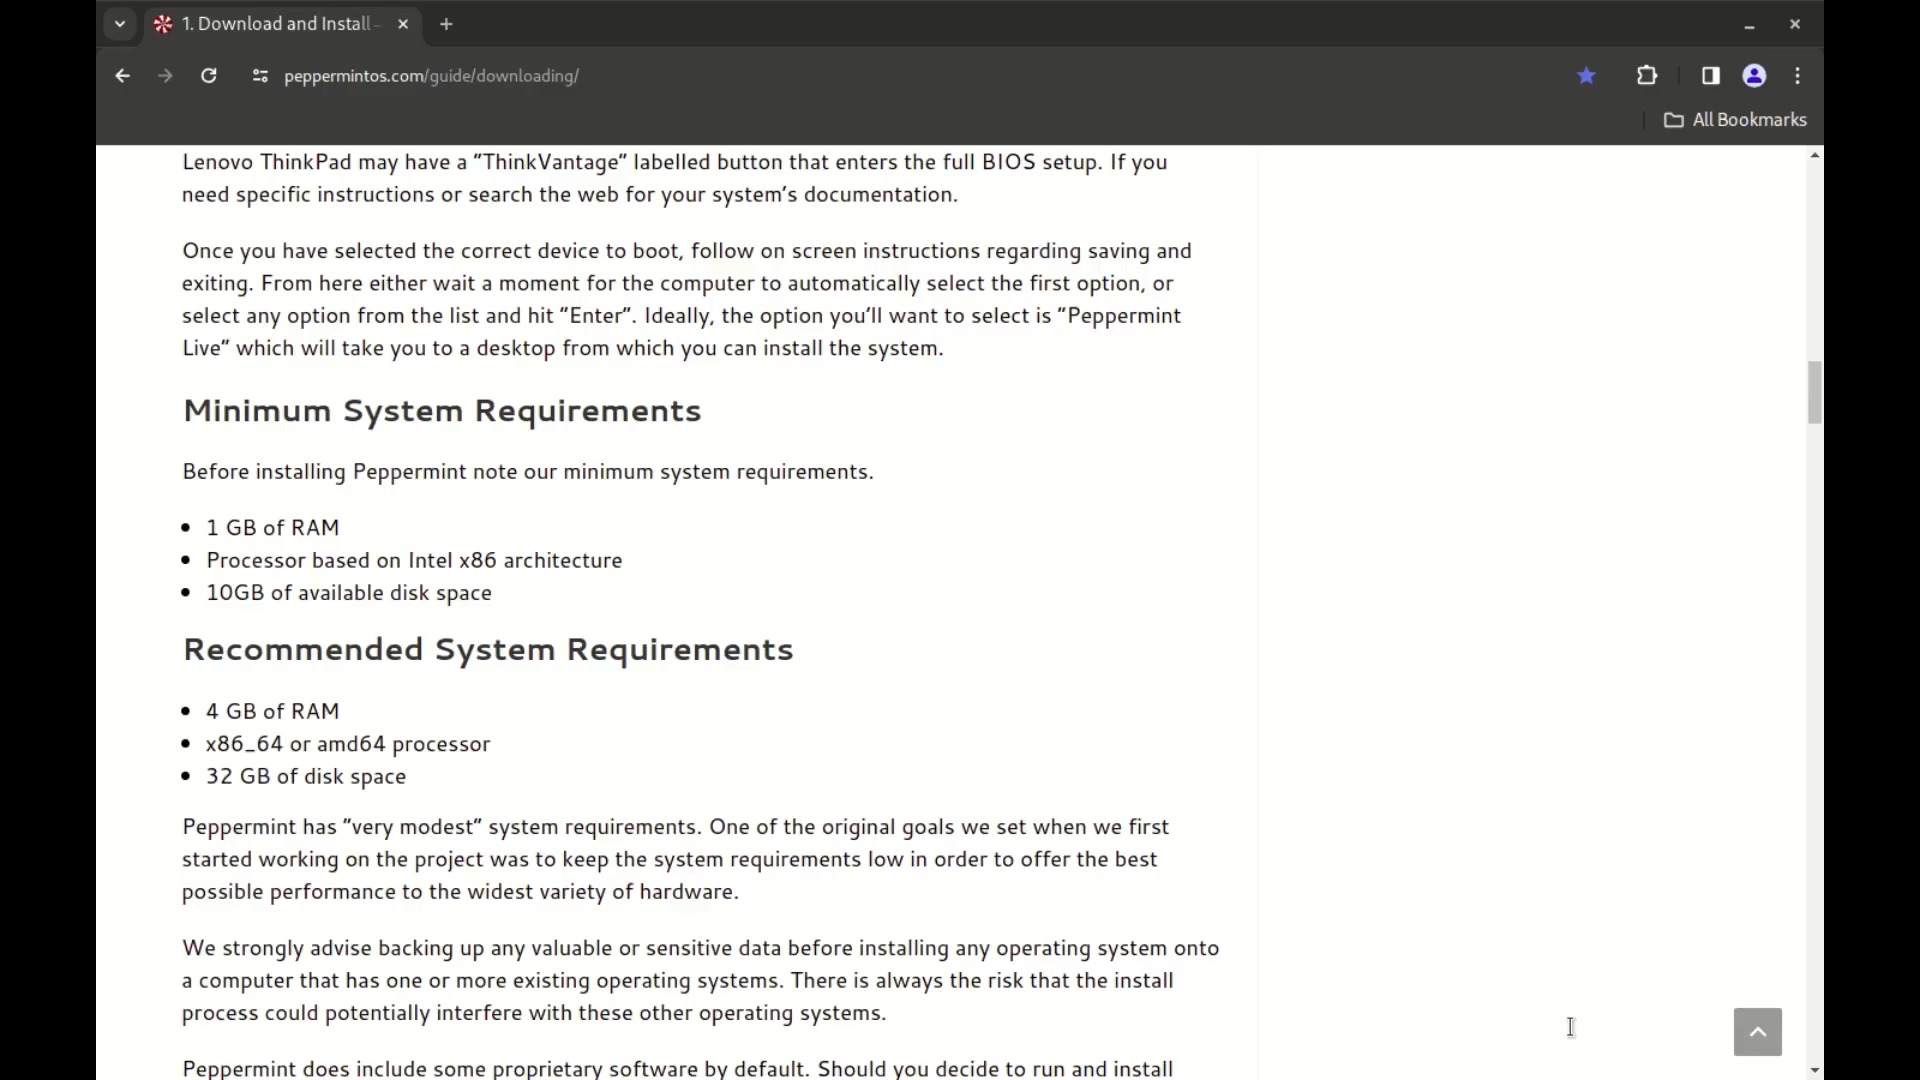 1. Download and Install –
peppermintos.com/guide/downloading/
All Bookmarks
Lenovo ThinkPad may have a “ThinkVantage” labelled button that enters the full BIOS setup. If you
need specific instructions or search the web for your system’s documentation.
Once you have selected the correct device to boot, follow on screen instructions regarding saving and
exiting. From here either wait a moment for the computer to automatically select the first option, or
select any option from the list and hit “Enter”. Ideally, the option you’ll want to select is “Peppermint
Live” which will take you to a desktop from which you can install the system.
Minimum System Requirements
Before installing Peppermint note our minimum system requirements.
• 1 GB of RAM
• Processor based on Intel x86 architecture
• 10GB of available disk space
Recommended System Requirements
• 4 GB of RAM
• x86_64 or amd64 processor
• 32 GB of disk space
Peppermint has “very modest” system requirements. One of the original goals we set when we first
started working on the project was to keep the system requirements low in order to offer the best
possible performance to the widest variety of hardware.
We strongly advise backing up any valuable or sensitive data before installing any operating system onto
a computer that has one or more existing operating systems. There is always the risk that the install
process could potentially interfere with these other operating systems.
Peppermint does include some proprietary software by default. Should you decide to run and install